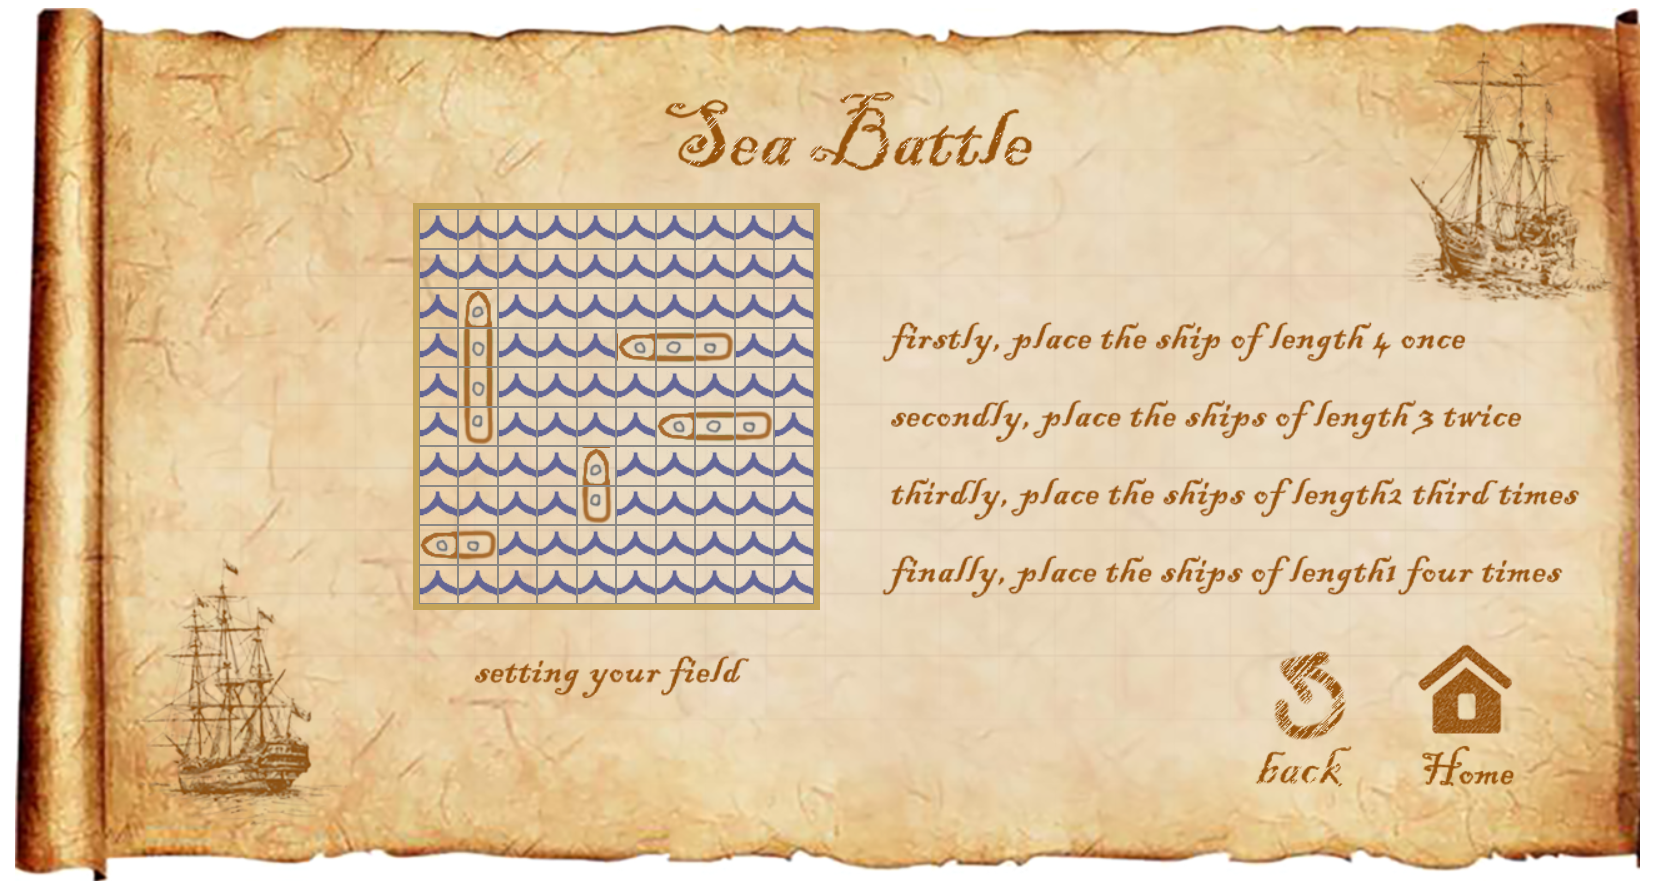 Sea Battle
firstly, place the ship of length 4 once
secondly, place the ships of length 3 twice
thirdly, place the ships of length2 third times
finally, place the ships of length1 four times
setting your field
back
Home